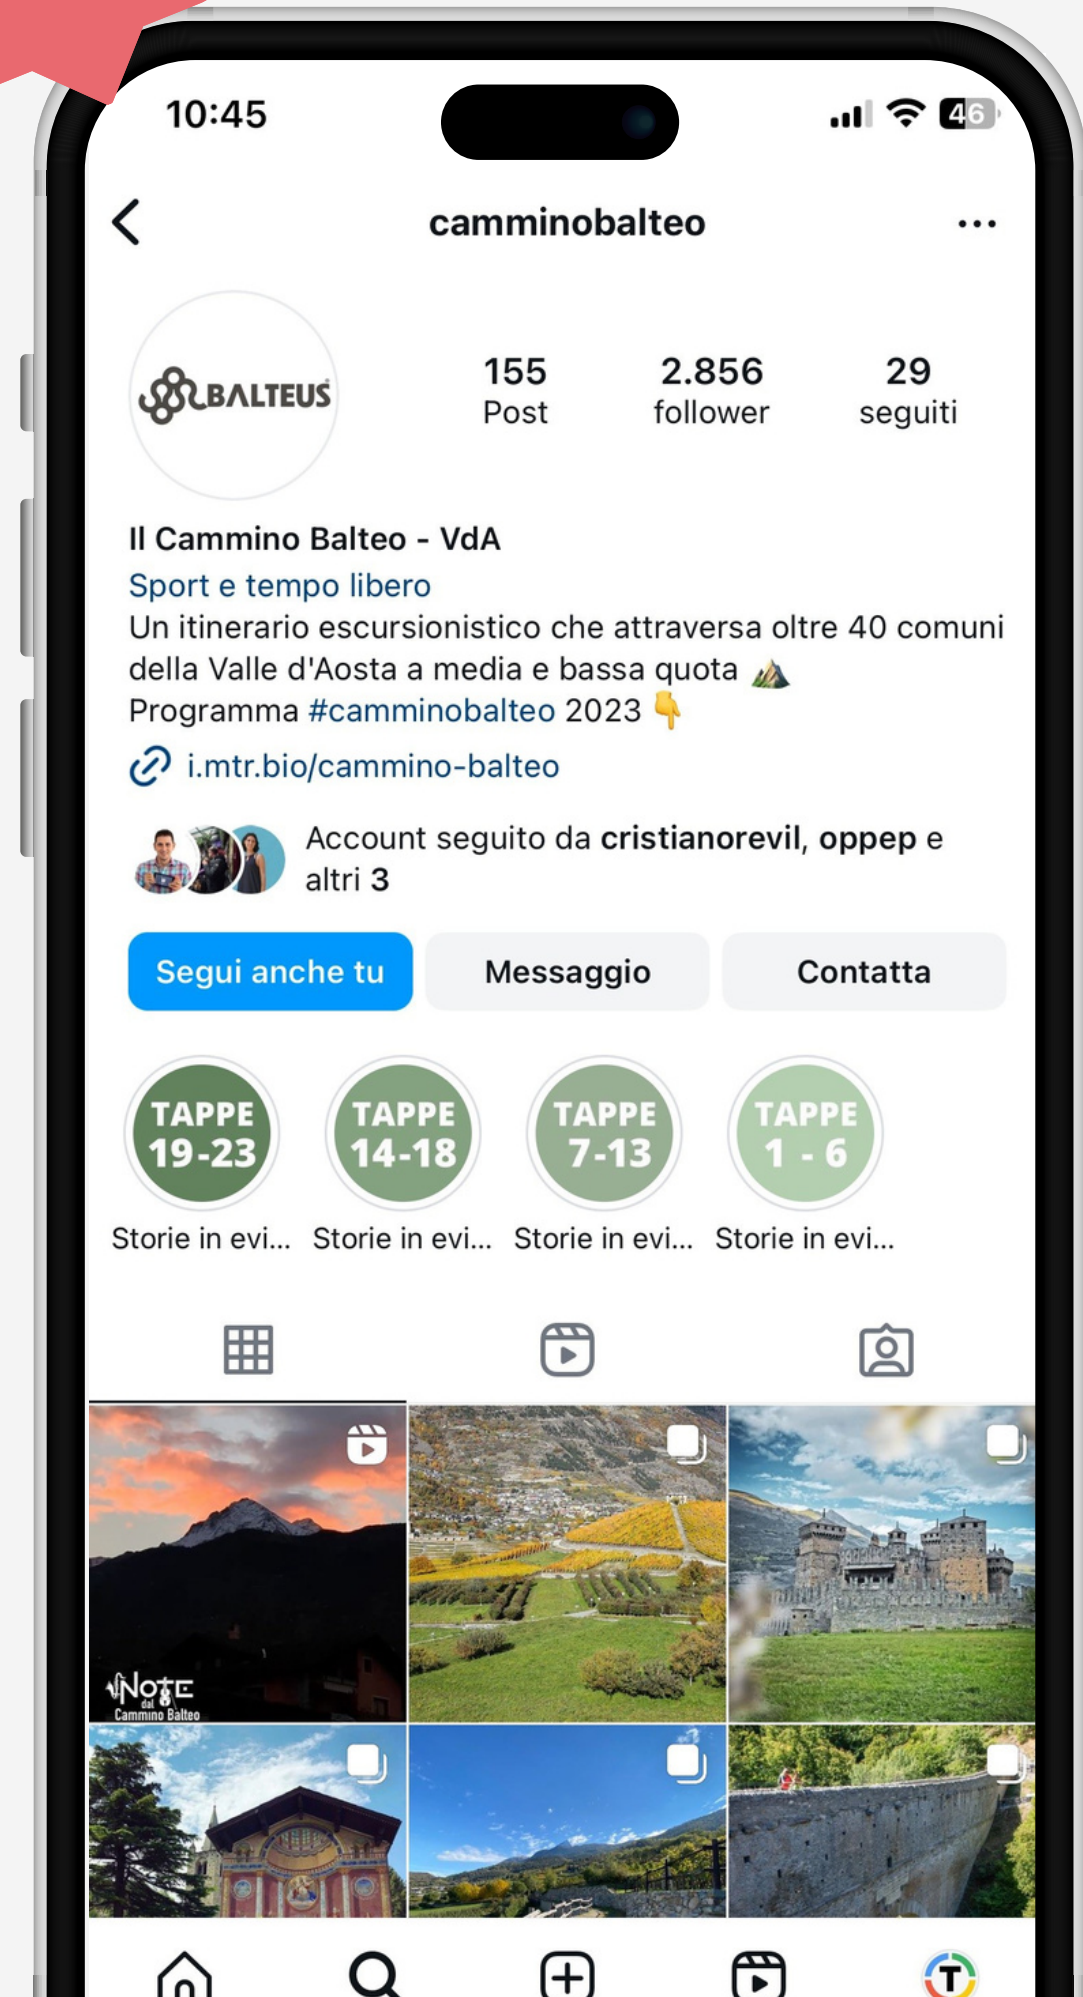 10:45
46
camminobalteo
BALTEUS
155
2.856
29
Post
follower
seguiti
Il Cammino Balteo - VdA
Sport e tempo libero
Un itinerario escursionistico che attraversa oltre 40 comuni
della Valle d'Aosta a media e bassa quota
Programma #camminobalteo 2023
i.mtr.bio/cammino-balteo
Account seguito da cristianorevil, oppep e
altri 3
Segui anche tu
Messaggio
Contatta
TAPPE
19-23
TAPPE
14-18
TAPPE
7-13
TAPPE
1 - 6
Storie in evi...
Storie in evi...
Storie in evi...
Storie in evi...
NOTE
dal
Cammino Balteo
T